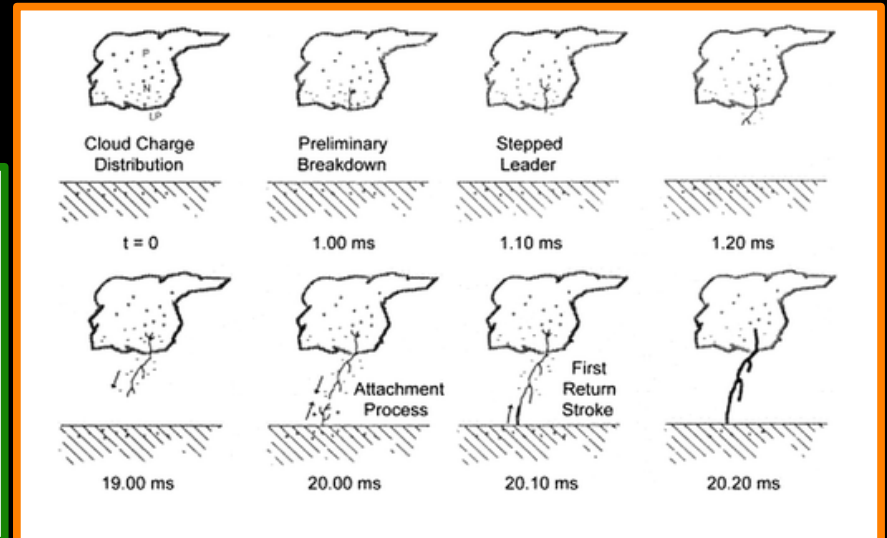 P
N
LP
Cloud Charge
Distribution
Preliminary
Breakdown
Stepped
Leader
t = 0
1.00 ms
1.10 ms
1.20 ms
Attachment
Process
First
Return
Stroke
19.00 ms
20.00 ms
20.10 ms
20.20 ms